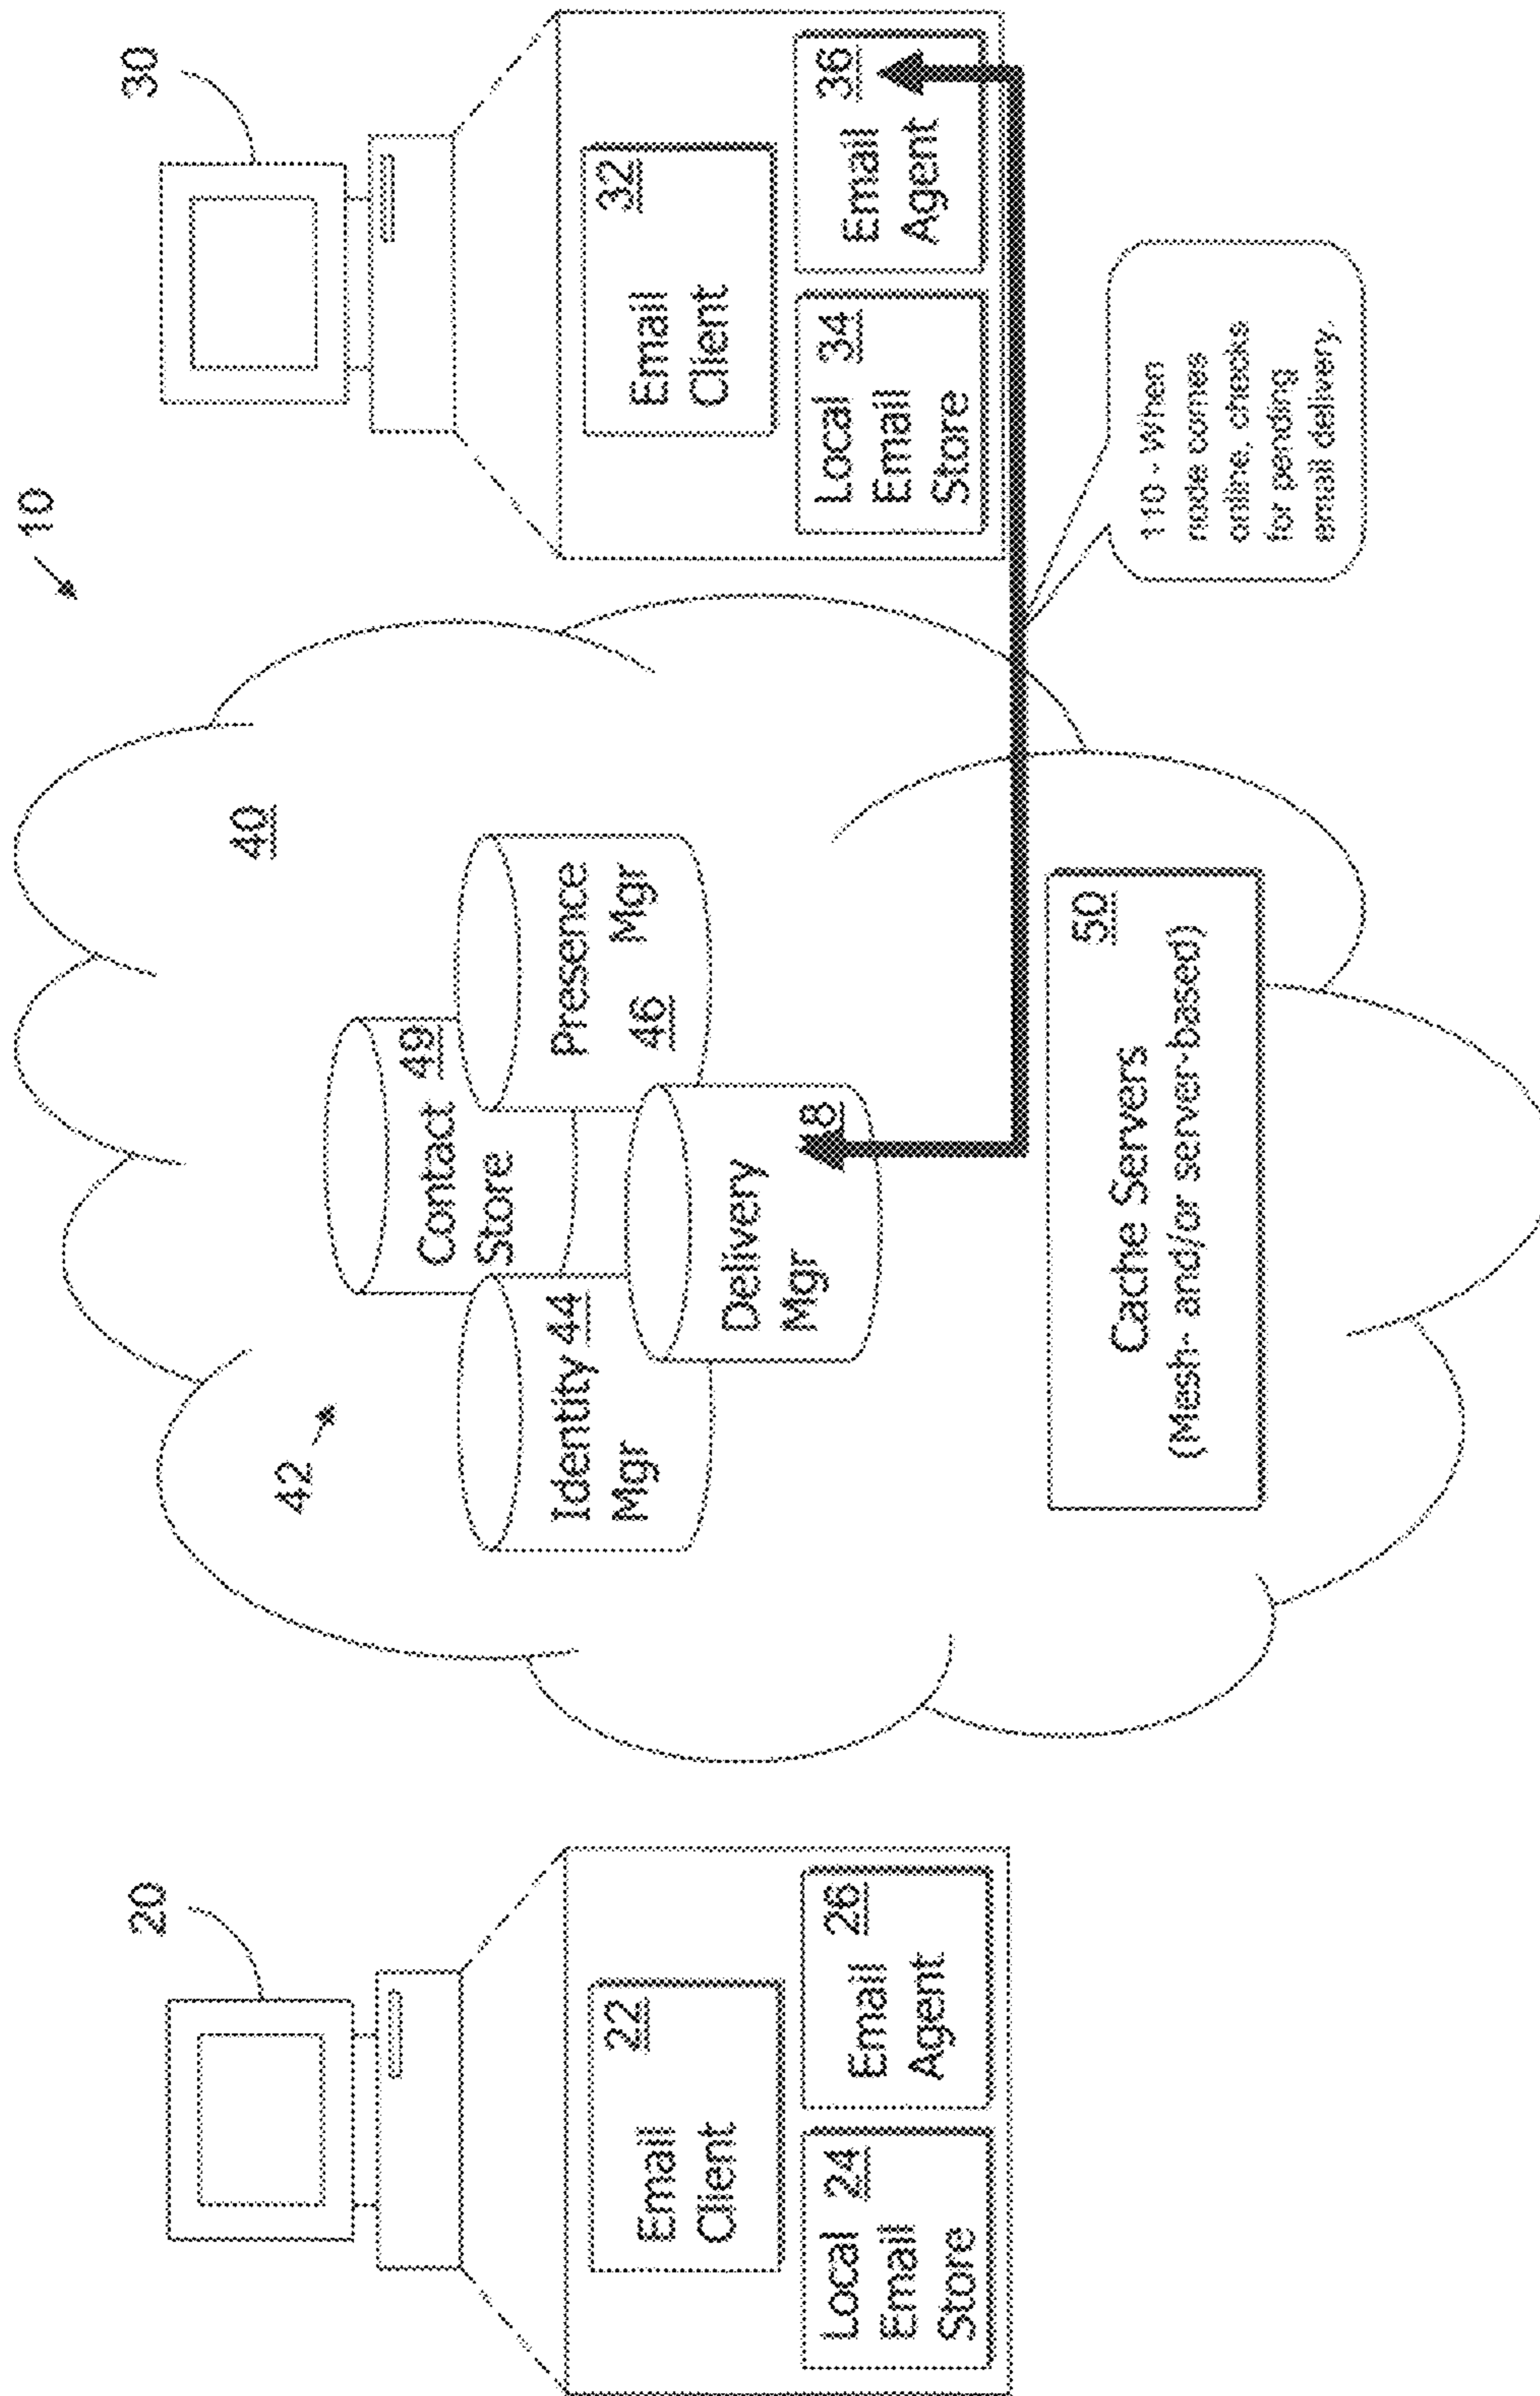 10
20
Email
Client
22
Local
Email
Store
24
Email
Agent
26
42
40
Contact
Store
49
Identity 44
Mgr
Presence
Mgr
46
Delivery
Mgr
Cache Servers
(Mesh- and/or server-based)
50
30
Email
Client
32
Local
Email
Store
34
Email
Agent
36
110 - When
node comes
online, checks
for pending
email delivery.